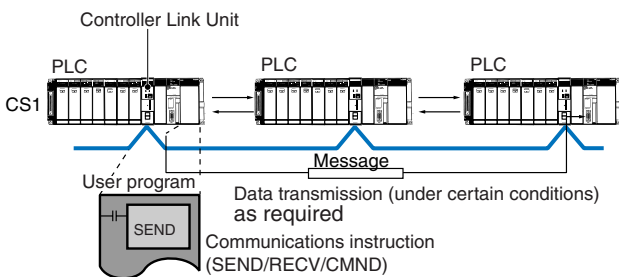 Controller Link Unit
PLC
PLC
PLC
CS1
Message
User program
Data transmission (under certain conditions)
as required
SEND
Communications instruction
(SEND/RECV/CMND)